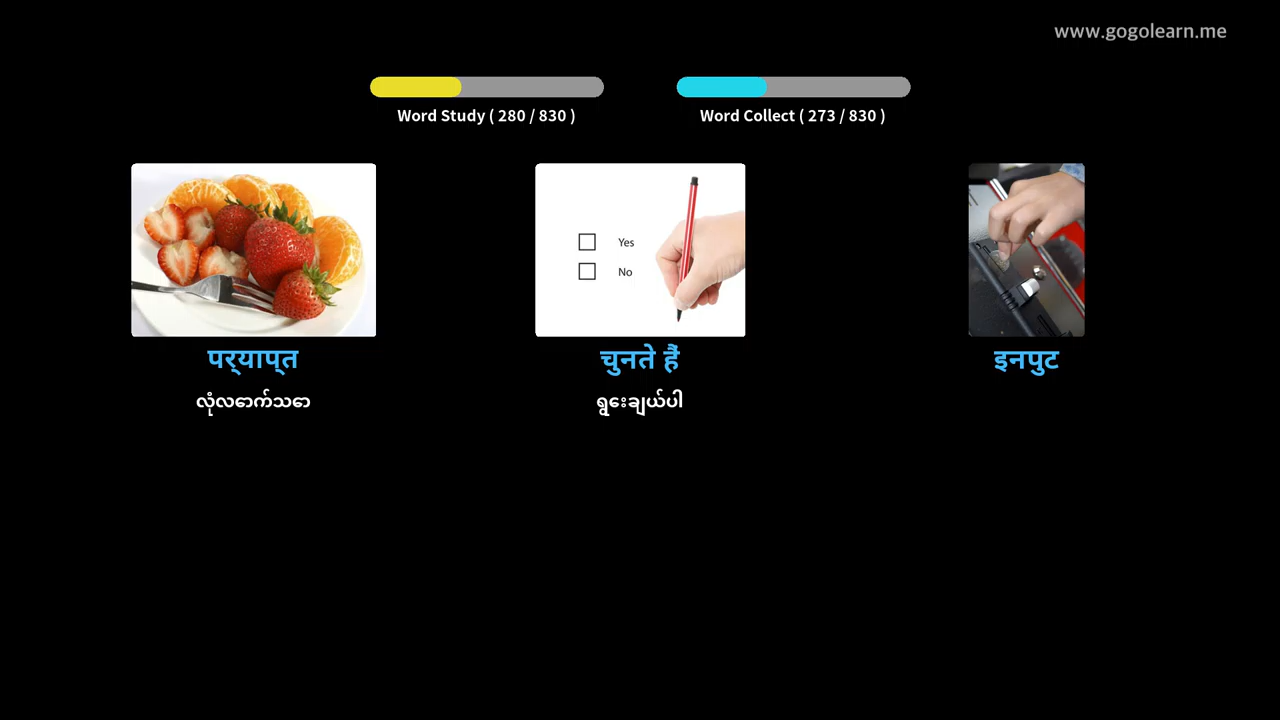 www.gogolearn.me
Word Study ( 280 / 830 )
Word Collect ( 273 / 830 )
Yes
No
पर्याप्त
चुनते हैं
इनपुट
လုံလောက်သော
ရွေးချယ်ပါ